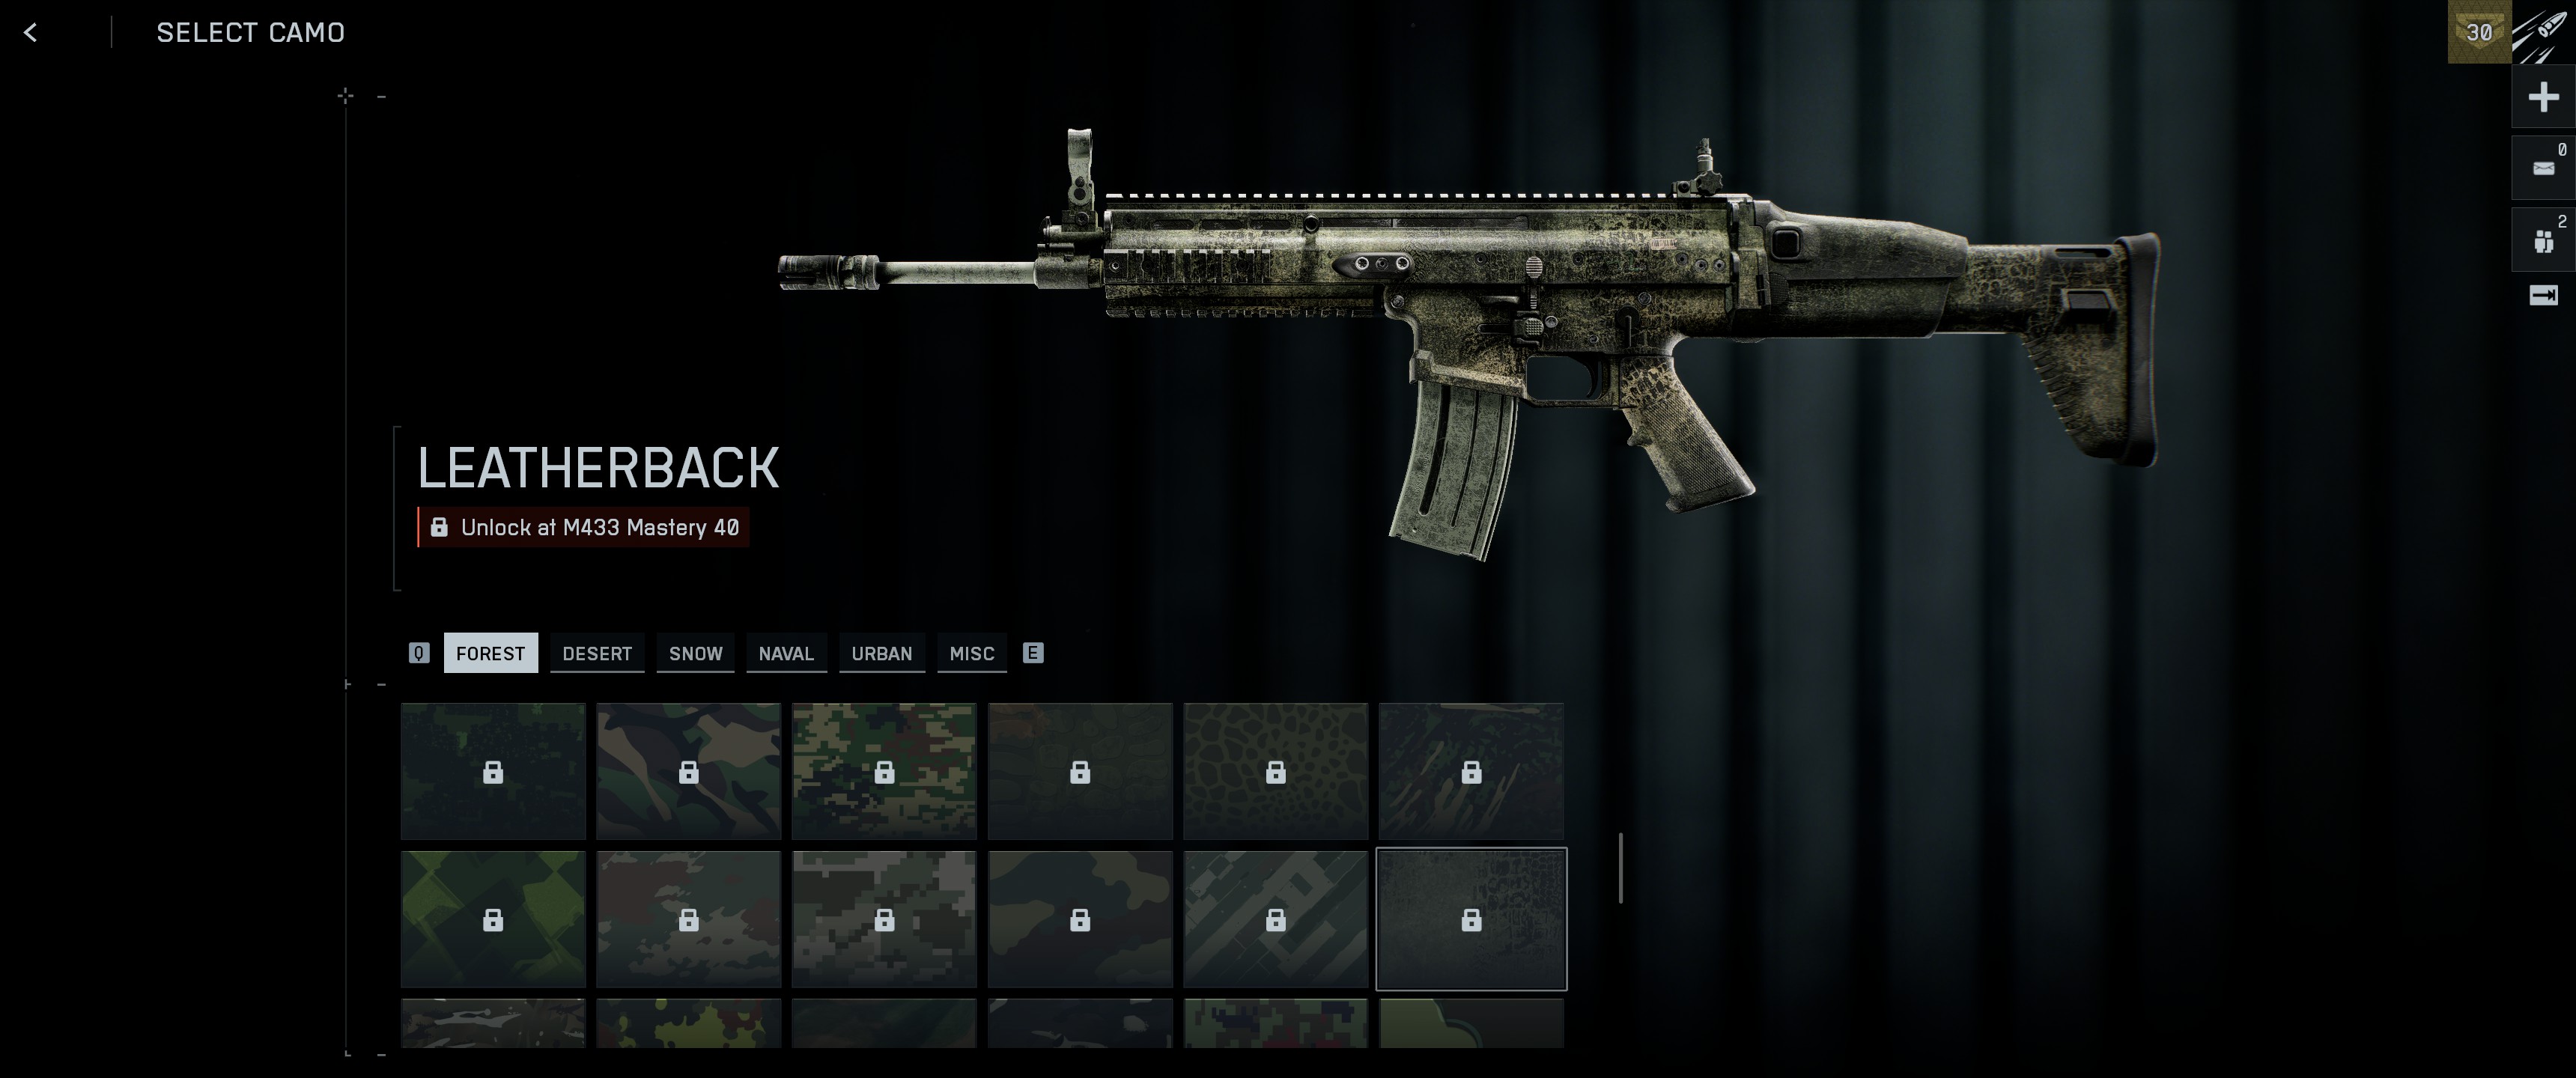 SELECT CAMO
30
0
2
LEATHERBACK
Unlock at M433 Mastery 40
Q FOREST DESERT SNOW NAVAL URBAN MISC E